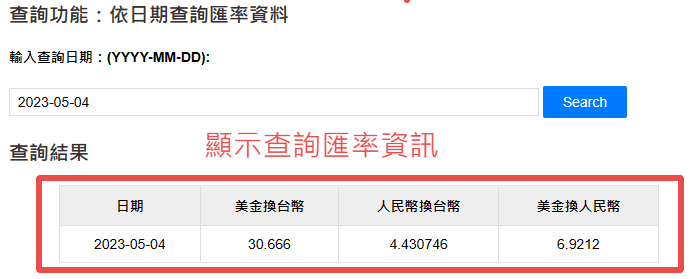 查詢功能：依日期查詢匯率資料
輸入查詢日期：(YYYY-MM-DD):
2023-05-04 Search
顯示查詢匯率資訊
查詢結果
日期 美金換台幣 人民幣換台幣 美金換人民幣
2023-05-04 30.666 4.430746 6.9212